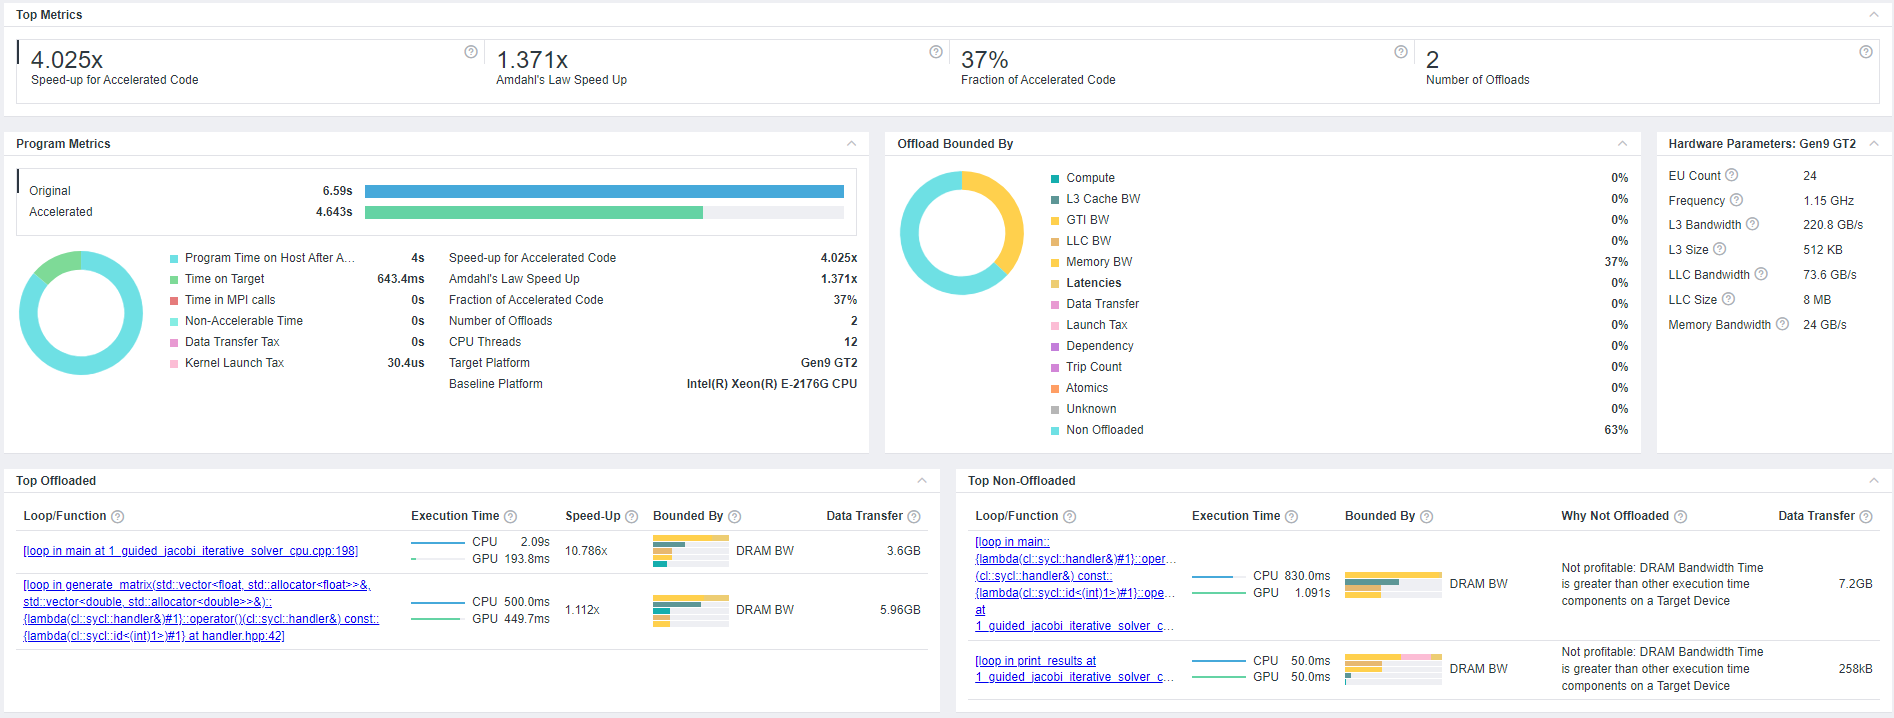 Top Metrics
4.025x
Speed-up for Accelerated Code
1.371x
Amdahl's Law Speed Up
37%
Fraction of Accelerated Code
2
Number of Offloads
Program Metrics
Original 6.59s
Accelerated 4.643s
Program Time on Host After A... 4s
Time on Target 643.4ms
Time in MPI calls 0s
Non-Accelerable Time 0s
Data Transfer Tax 0s
Kernel Launch Tax 30.4us
Speed-up for Accelerated Code 4.025x
Amdahl's Law Speed Up 1.371x
Fraction of Accelerated Code 37%
Number of Offloads 2
CPU Threads 12
Target Platform Gen9 GT2
Baseline Platform Intel(R) Xeon(R) E-2176G CPU
Offload Bounded By
Compute 0%
L3 Cache BW 0%
GTI BW 0%
LLC BW 0%
Memory BW 37%
Latencies 0%
Data Transfer 0%
Launch Tax 0%
Dependency 0%
Trip Count 0%
Atomics 0%
Unknown 0%
Non Offloaded 63%
Hardware Parameters: Gen9 GT2
EU Count 24
Frequency 1.15 GHz
L3 Bandwidth 220.8 GB/s
L3 Size 512 KB
LLC Bandwidth 73.6 GB/s
LLC Size 8 MB
Memory Bandwidth 24 GB/s
Top Offloaded
Loop/Function Execution Time Speed-Up Bounded By Data Transfer
[loop in main at 1_guided_jacobi_iterative_solver_cpu.cpp:198]
CPU 2.09s
GPU 193.8ms
10.786x
DRAM BW
3.6GB
[loop in generate_matrix(std::vector<float, std::allocator<float>>&,
std::vector<double, std::allocator<double>>&)::
{lambda(cl::sycl::handler&)#1}::operator()(cl::sycl::handler&) const::
{lambda(cl::sycl::id<(int)1>)#1} at handler.hpp:42]
CPU 500.0ms
GPU 449.7ms
1.112x
DRAM BW
5.96GB
Top Non-Offloaded
Loop/Function Execution Time Bounded By Why Not Offloaded Data Transfer
[loop in main::
{lambda(cl::sycl::handler&)#1}::oper...
(cl::sycl::handler&) const::
{lambda(cl::sycl::id<(int)1>)#1}::ope...
at
1_guided_jacobi_iterative_solver_c...
CPU 830.0ms
GPU 1.091s
DRAM BW
Not profitable: DRAM Bandwidth Time
is greater than other execution time
components on a Target Device
7.2GB
[loop in print_results at
1_guided_jacobi_iterative_solver_c...
CPU 50.0ms
GPU 50.0ms
DRAM BW
Not profitable: DRAM Bandwidth Time
is greater than other execution time
components on a Target Device
258kB